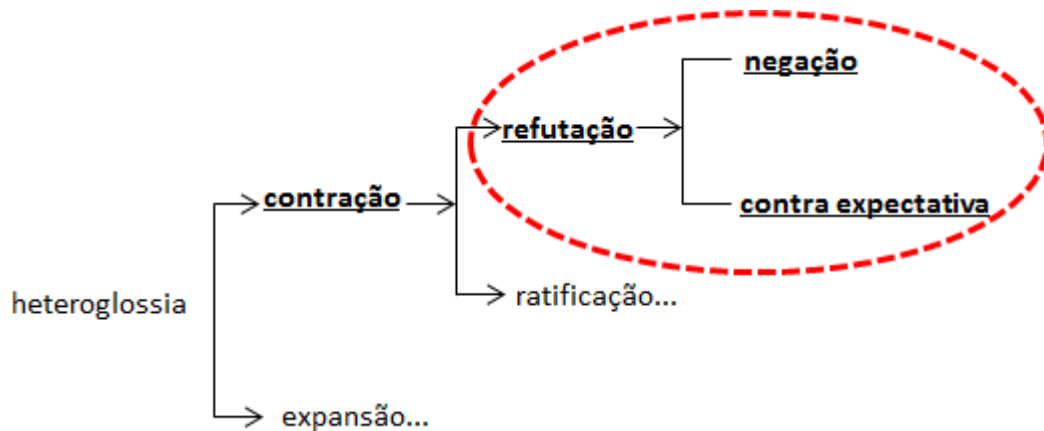 negação
refutação
contração
contra expectativa
heteroglossia
ratificação...
expansão...